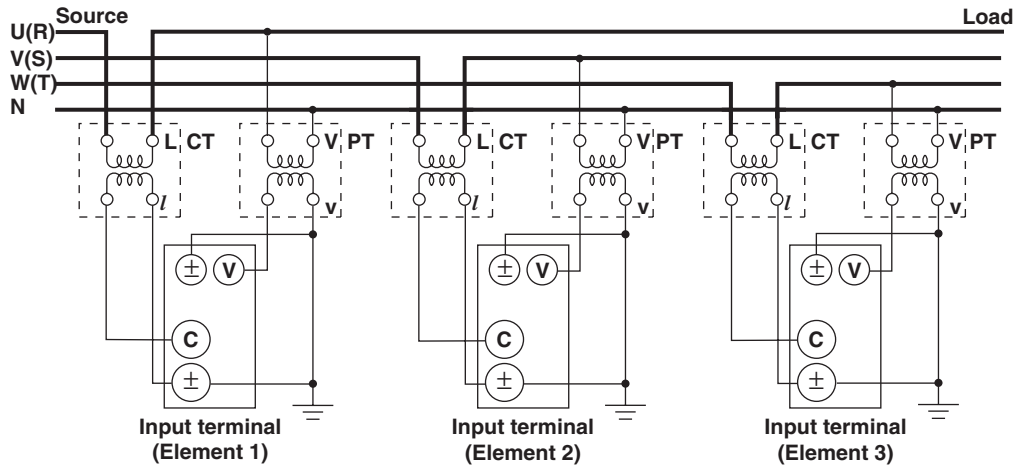 Source
Load
U(R)
V(S)
W(T)
N
L CT V PT L CT V PT L CT V PT
l v l v l v
± V ± V ± V
C C C
± ± ±
Input terminal
(Element 1)
Input terminal
(Element 2)
Input terminal
(Element 3)